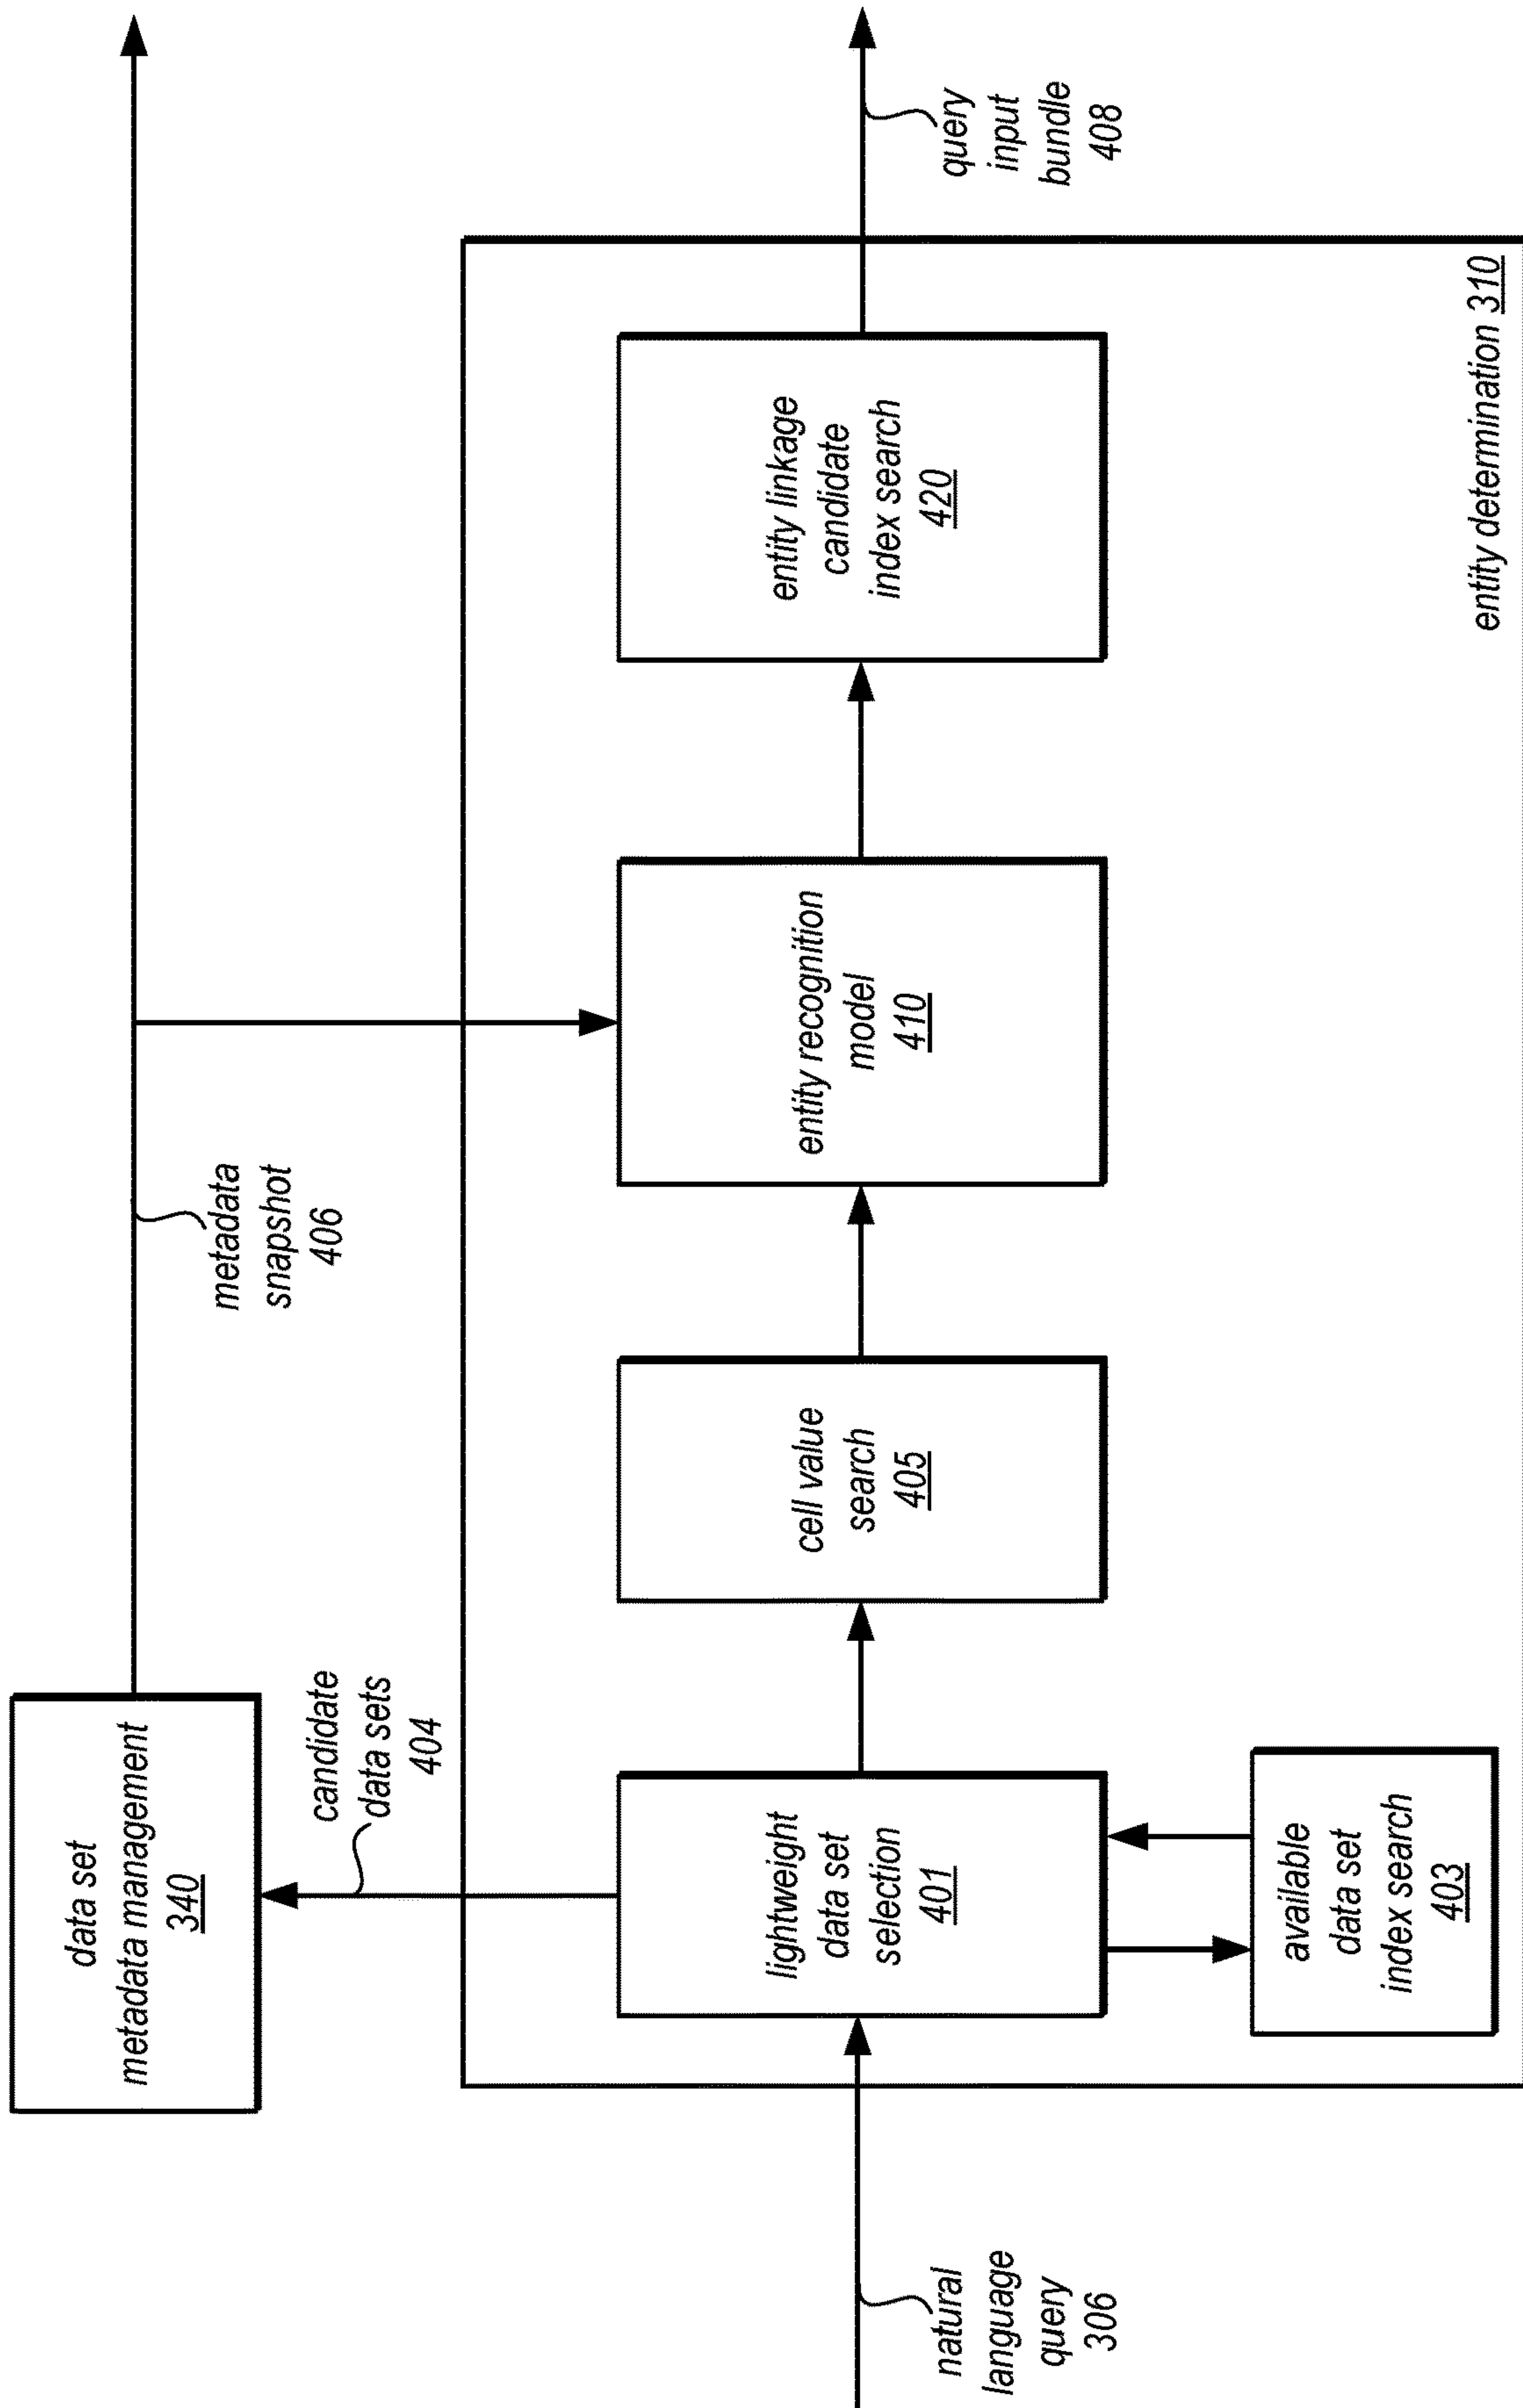 data set
metadata management
340
candidate
data sets
404
metadata
snapshot
406
natural
language
query
306
lightweight
data set
selection
401
cell value
search
405
entity recognition
model
410
entity linkage
candidate
index search
420
query
input
bundle
408
available
data set
index search
403
entity determination 310